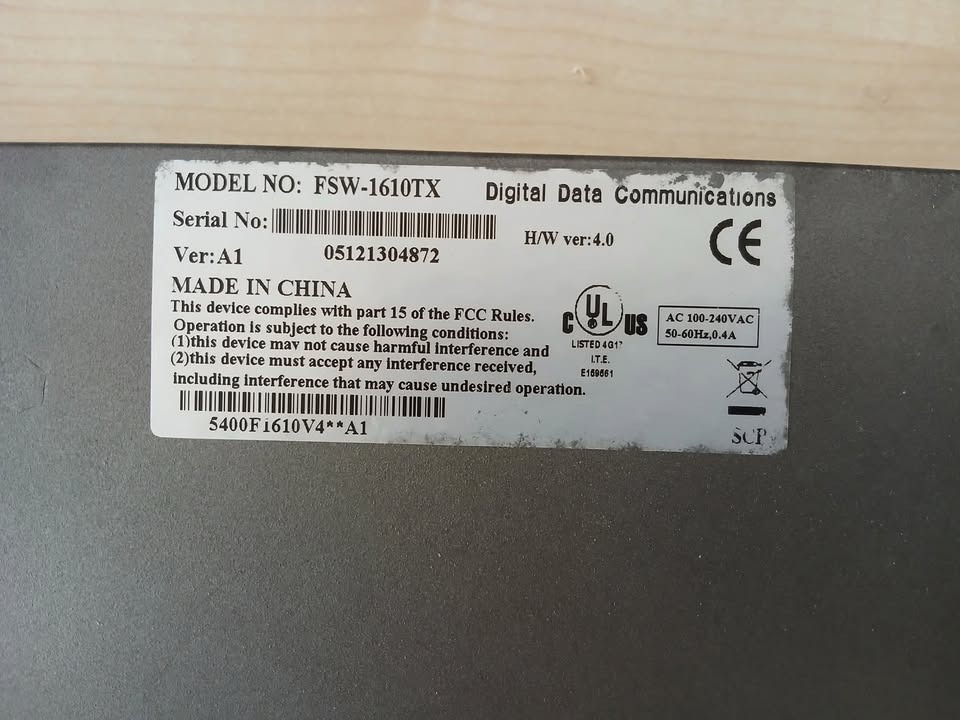 MODEL NO: FSW-1610TX
Digital Data Communications
Serial No:
H/W ver:4.0
CE
Ver:A1
05121304872
MADE IN CHINA
This device complies with part 15 of the FCC Rules.
Operation is subject to the following conditions:
(1)this device may not cause harmful interference and
(2)this device must accept any interference received,
including interference that may cause undesired operation.
C UL US
LISTED
I.T.E.
E169661
AC 100-240VAC
50-60Hz,0.4A
5400F1610V4**A1
SCP